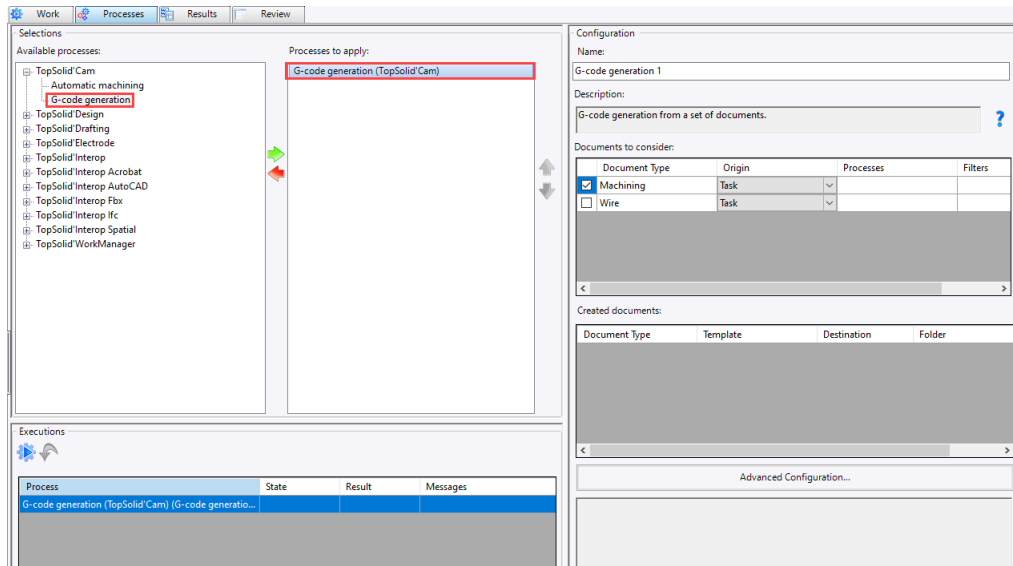 Work Processes Results Review
Selections
Available processes:
TopSolid'Cam
Automatic machining
G-code generation
TopSolid'Design
TopSolid'Drafting
TopSolid'Electrode
TopSolid'Interop
TopSolid'Interop Acrobat
TopSolid'Interop AutoCAD
TopSolid'Interop Fbx
TopSolid'Interop Ifc
TopSolid'Interop Spatial
TopSolid'WorkManager
Processes to apply:
G-code generation (TopSolid'Cam)
Executions
Process State Result Messages
G-code generation (TopSolid'Cam) (G-code generatio...
Configuration
Name:
G-code generation 1
Description:
G-code generation from a set of documents.
?
Documents to consider:
Document Type Origin Processes Filters
Machining Task
Wire Task
Created documents:
Document Type Template Destination Folder
Advanced Configuration...